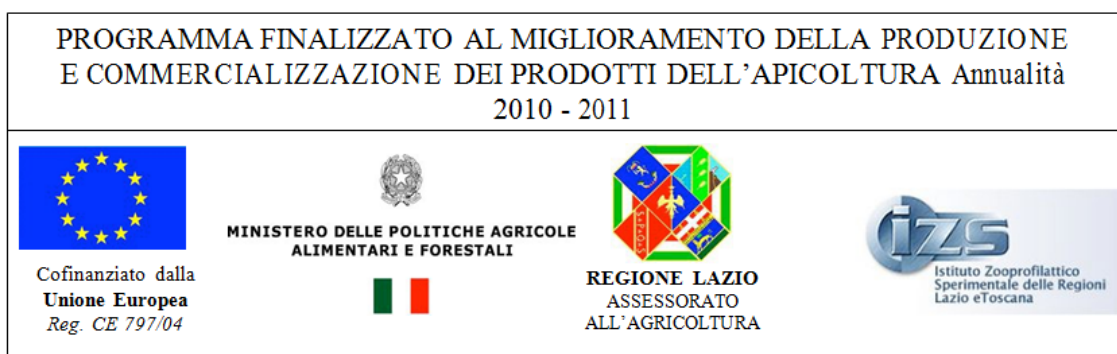 PROGRAMMA FINALIZZATO AL MIGLIORAMENTO DELLA PRODUZIONE
E COMMERCIALIZZAZIONE DEI PRODOTTI DELL’APICOLTURA Annualità
2010 - 2011
Cofinanziato dalla
Unione Europea
Reg. CE 797/04
MINISTERO DELLE POLITICHE AGRICOLE
ALIMENTARI E FORESTALI
REGIONE LAZIO
ASSESSORATO
ALL’AGRICOLTURA
izs
Istituto Zooprofilattico
Sperimentale delle Regioni
Lazio eToscana